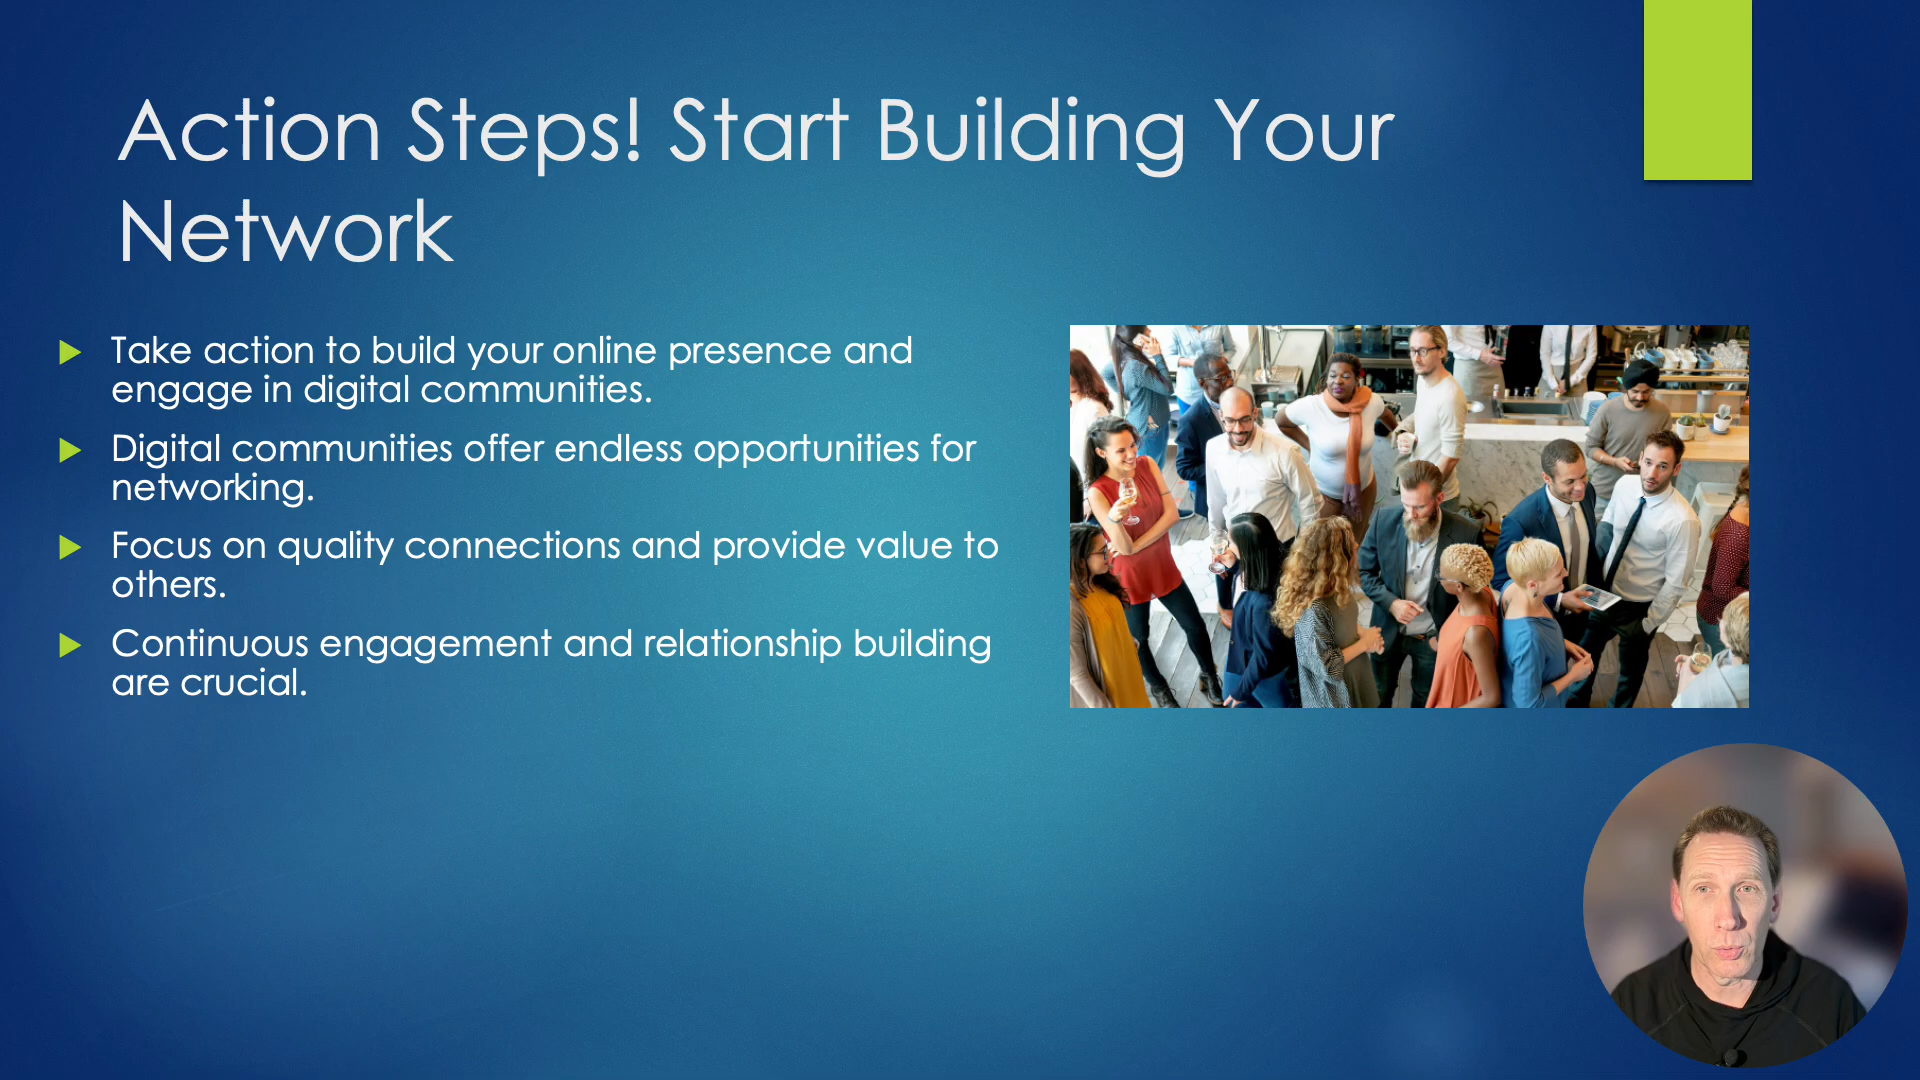 Action Steps! Start Building Your
Network
Take action to build your online presence and
engage in digital communities.
Digital communities offer endless opportunities for
networking.
Focus on quality connections and provide value to
others.
Continuous engagement and relationship building
are crucial.